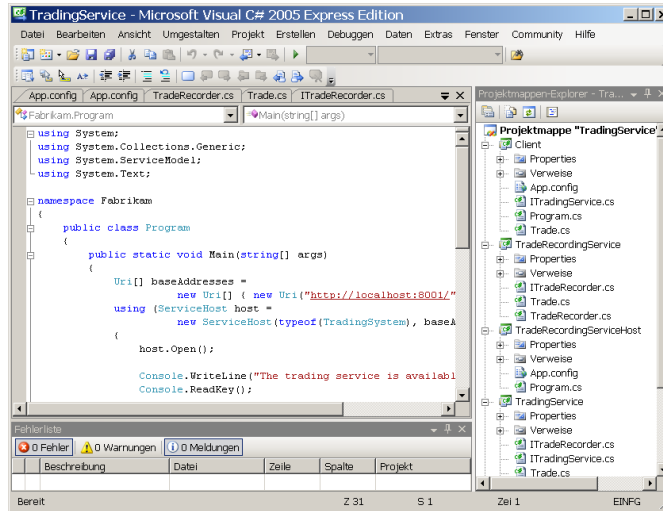 TradingService - Microsoft Visual C# 2005 Express Edition
Datei Bearbeiten Ansicht Umgestalten Projekt Erstellen Debuggen Daten Extras Fenster Community Hilfe
App.config App.config TradeRecorder.cs Trade.cs ITradeRecorder.cs
Fabrikam.Program Main(string[] args)
using System;
using System.Collections.Generic;
using System.ServiceModel;
using System.Text;
namespace Fabrikam
{
public class Program
{
public static void Main(string[] args)
{
Uri[] baseAddresses =
new Uri[] { new Uri("http://localhost:8001/"
using (ServiceHost host =
new ServiceHost(typeof(TradingSystem), baseA
{
host.Open();
Console.WriteLine("The trading service is availabl
Console.ReadKey();
Projektmappen-Explorer - Tra...
Projektmappe "TradingService"
Client
Properties
Verweise
App.config
ITradingService.cs
Program.cs
Trade.cs
TradeRecordingService
Properties
Verweise
ITradeRecorder.cs
Trade.cs
TradeRecorder.cs
TradeRecordingServiceHost
Properties
Verweise
App.config
Program.cs
TradingService
Properties
Verweise
ITradeRecorder.cs
ITradingService.cs
Trade.cs
Fehlerliste
0 Fehler 0 Warnungen 0 Meldungen
Beschreibung Datei Zeile Spalte Projekt
Bereit Z 31 S 1 Zei 1 EINFG